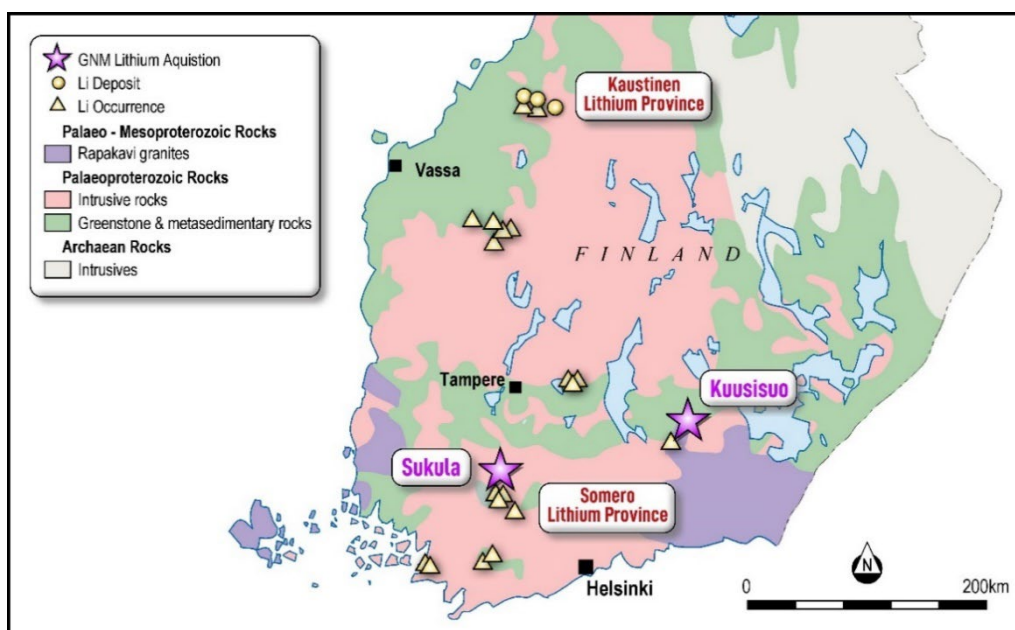 GNM Lithium Aquistion
Li Deposit
Li Occurrence
Palaeo - Mesoproterozoic Rocks
Rapakavi granites
Palaeoproterozoic Rocks
Intrusive rocks
Greenstone & metasedimentary rocks
Archaean Rocks
Intrusives
Kaustinen
Lithium Province
Vassa
FINLAND
Tampere
Kuusisuo
Sukula
Somero
Lithium Province
Helsinki
N
0
200km